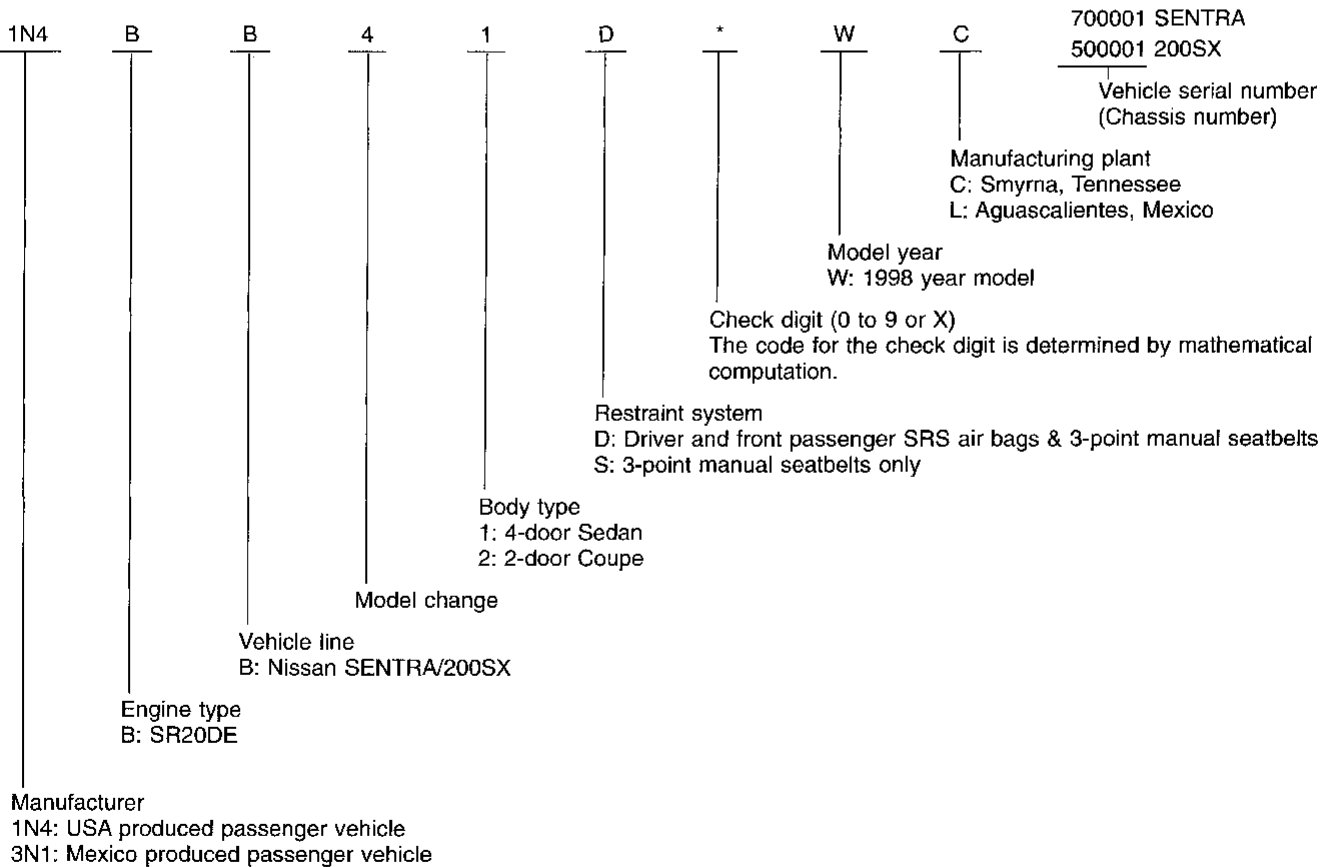 700001 SENTRA
1N4 B B 4 1 D * W C
500001 200SX
Vehicle serial number
(Chassis number)
Manufacturing plant
C: Smyrna, Tennessee
L: Aguascalientes, Mexico
Model year
W: 1998 year model
Check digit (0 to 9 or X)
The code for the check digit is determined by mathematical
computation.
Restraint system
D: Driver and front passenger SRS air bags & 3-point manual seatbelts
S: 3-point manual seatbelts only
Body type
1: 4-door Sedan
2: 2-door Coupe
Model change
Vehicle line
B: Nissan SENTRA/200SX
Engine type
B: SR20DE
Manufacturer
1N4: USA produced passenger vehicle
3N1: Mexico produced passenger vehicle